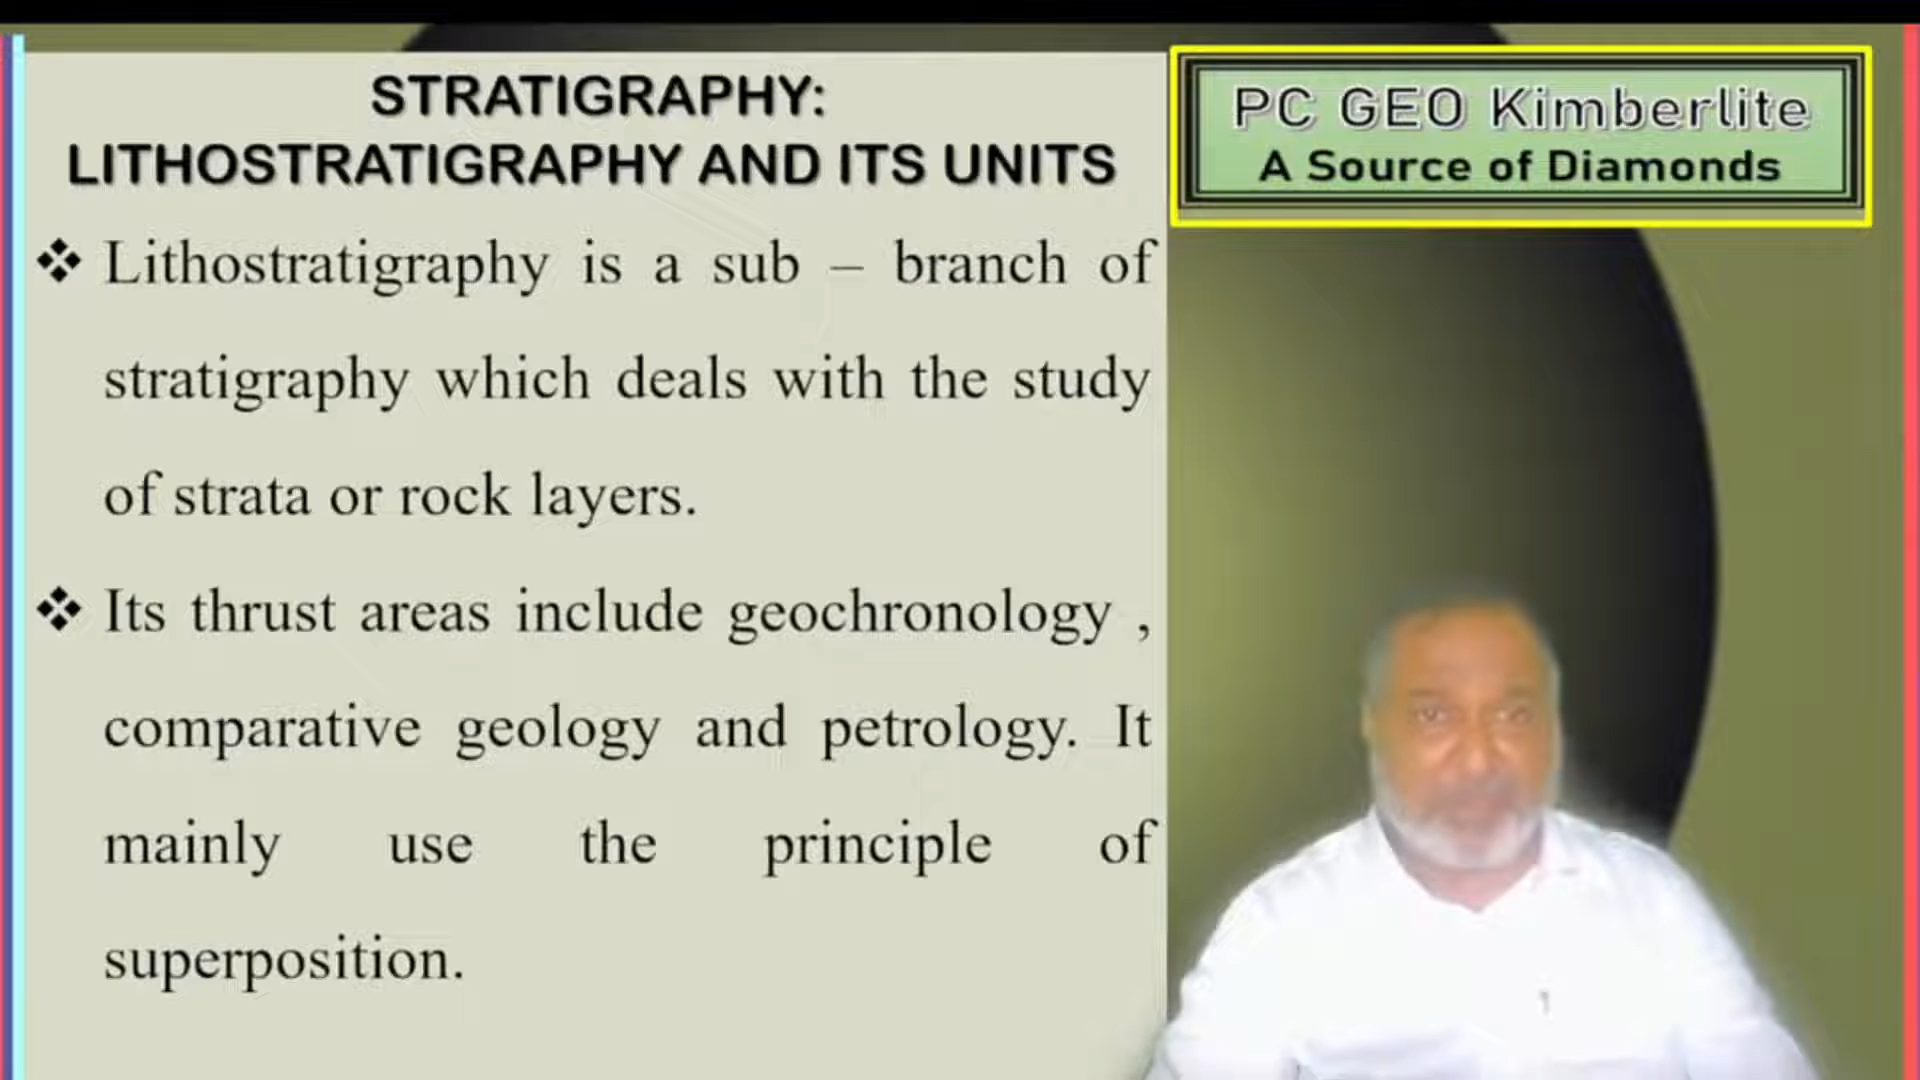 STRATIGRAPHY:
LITHOSTRATIGRAPHY AND ITS UNITS
PC GEO Kimberlite
A Source of Diamonds
❖ Lithostratigraphy is a sub – branch of
stratigraphy which deals with the study
of strata or rock layers.
❖ Its thrust areas include geochronology ,
comparative geology and petrology. It
mainly use the principle of
superposition.